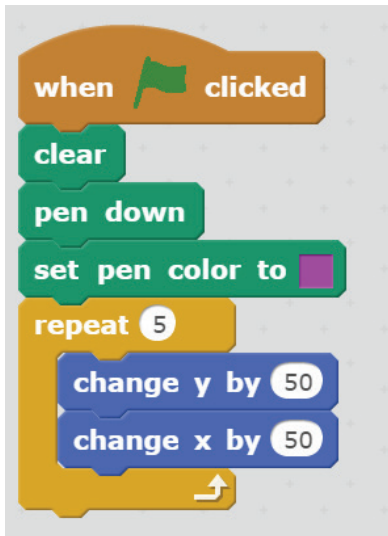 when clicked
clear
pen down
set pen color to
repeat 5
change y by 50
change x by 50